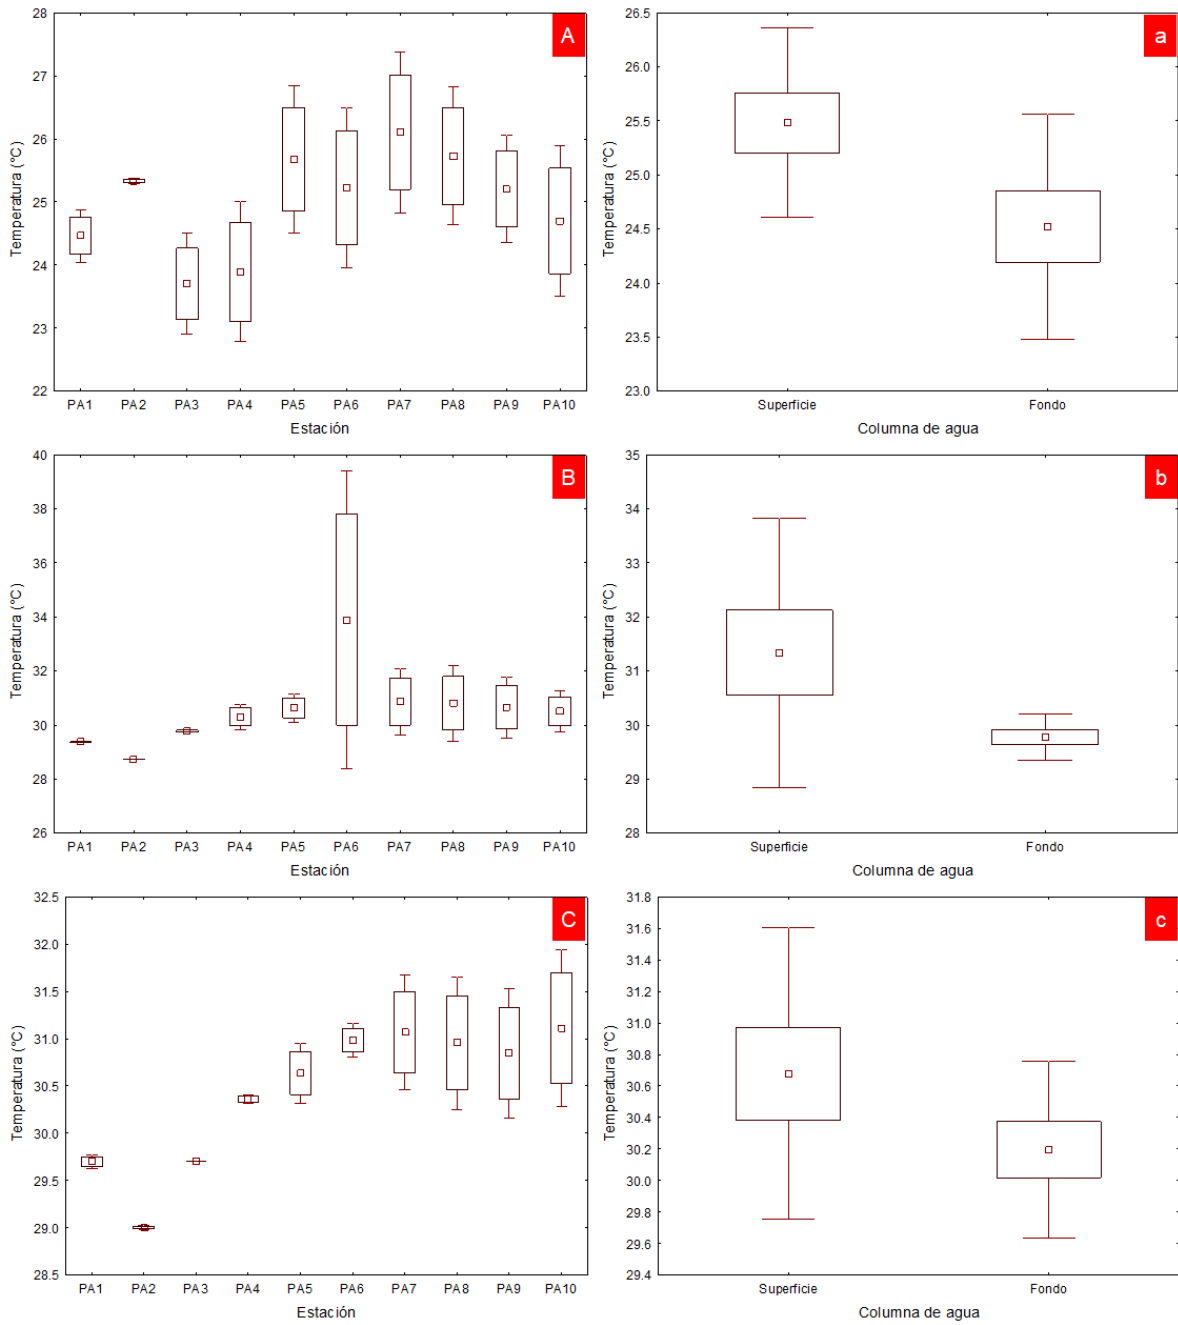 A
Temperatura (°C)
28
27
26
25
24
23
22
PA1 PA2 PA3 PA4 PA5 PA6 PA7 PA8 PA9 PA10
Estación
a
Temperatura (°C)
26.5
26.0
25.5
25.0
24.5
24.0
23.5
23.0
Superficie Fondo
Columna de agua
B
Temperatura (°C)
40
38
36
34
32
30
28
26
PA1 PA2 PA3 PA4 PA5 PA6 PA7 PA8 PA9 PA10
Estación
b
Temperatura (°C)
35
34
33
32
31
30
29
28
Superficie Fondo
Columna de agua
C
Temperatura (°C)
32.5
32.0
31.5
31.0
30.5
30.0
29.5
29.0
28.5
PA1 PA2 PA3 PA4 PA5 PA6 PA7 PA8 PA9 PA10
Estación
c
Temperatura (°C)
31.8
31.6
31.4
31.2
31.0
30.8
30.6
30.4
30.2
30.0
29.8
29.6
29.4
Superficie Fondo
Columna de agua